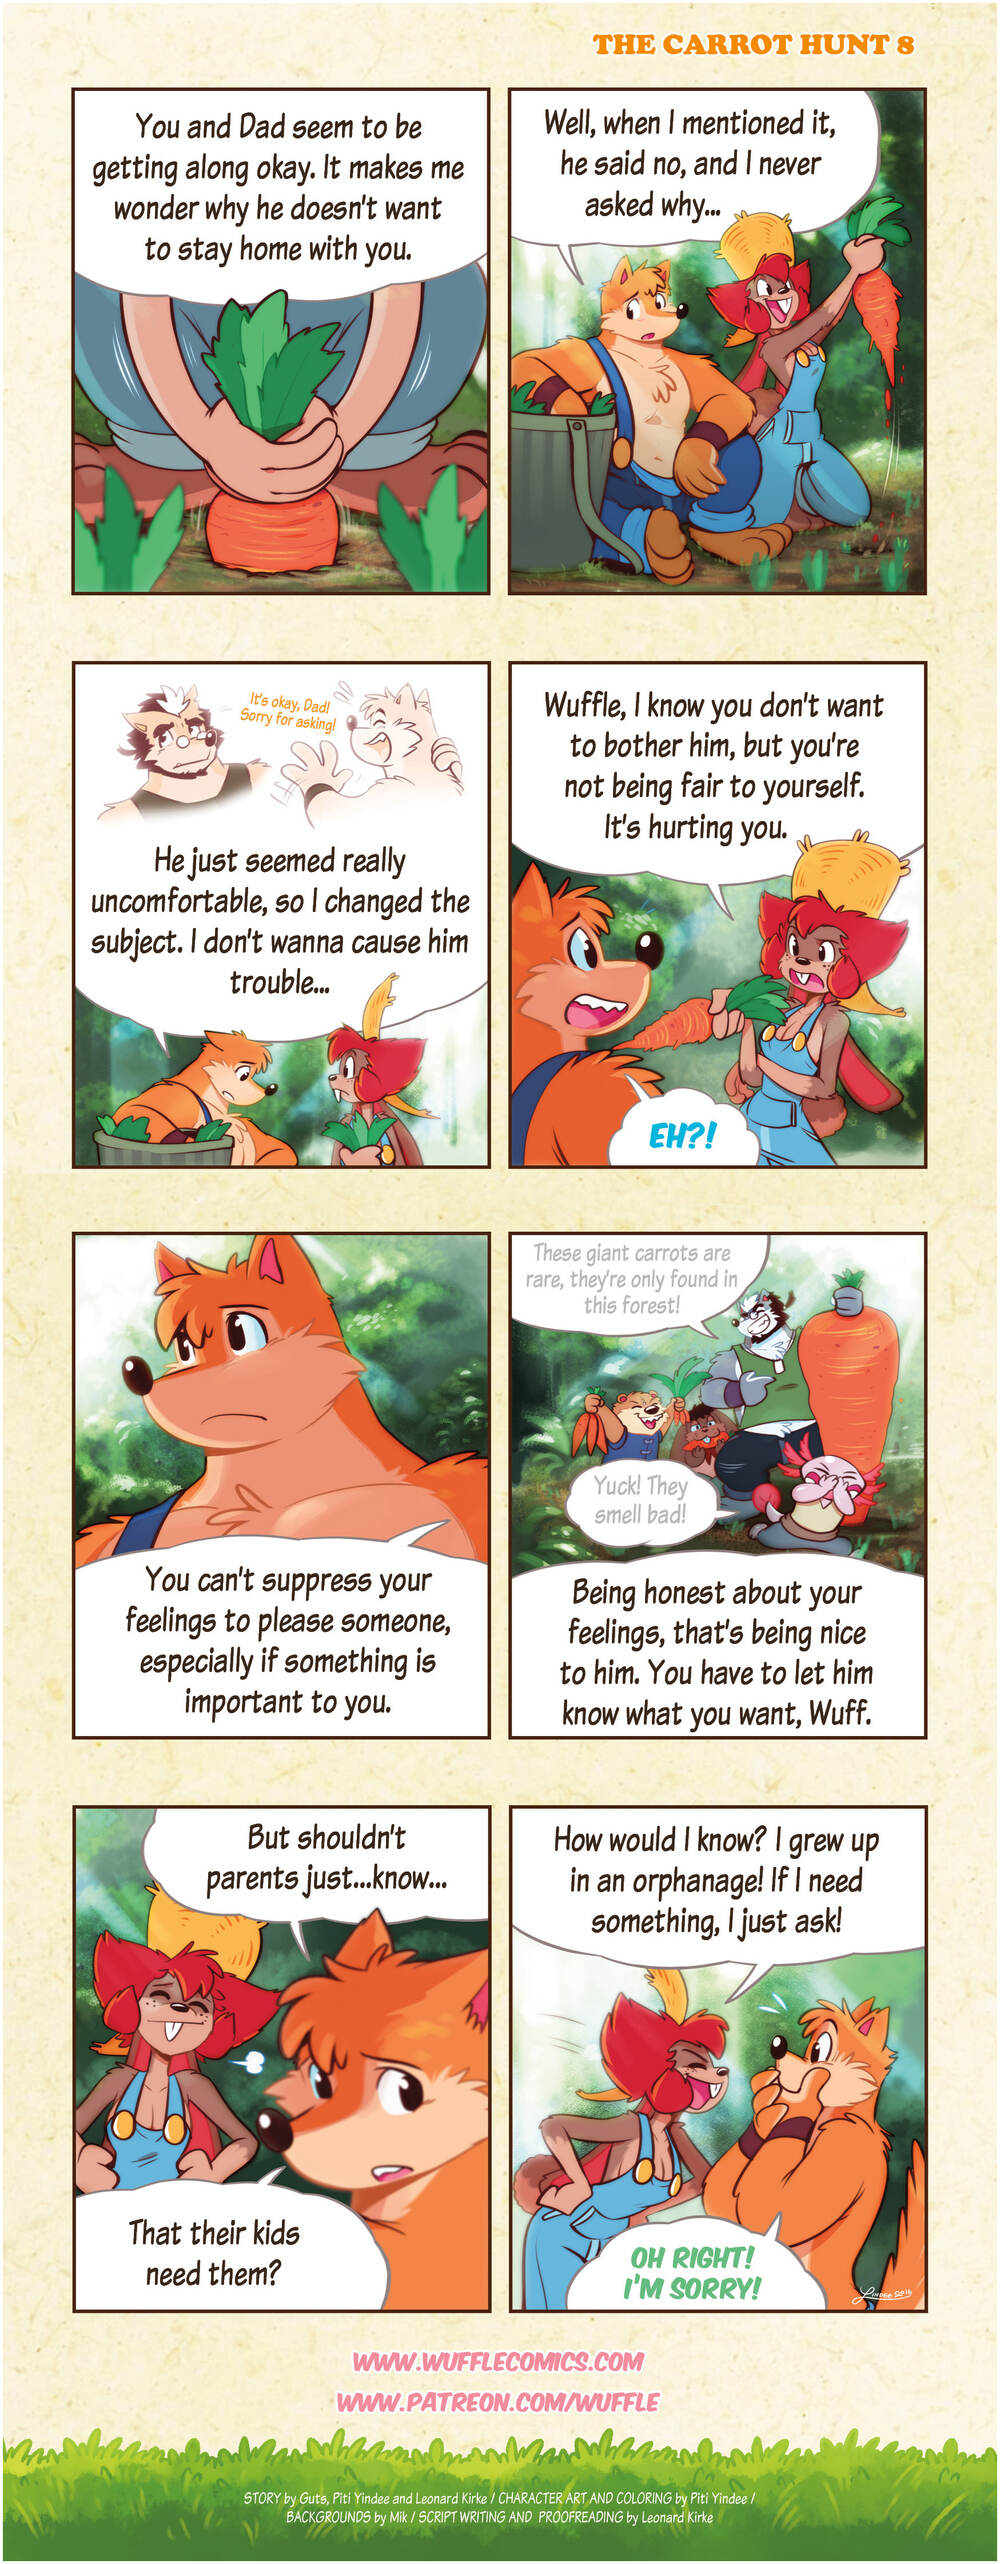 THE CARROT HUNT 8
You and Dad seem to be
getting along okay. It makes me
wonder why he doesn't want
to stay home with you.
Well, when I mentioned it,
he said no, and I never
asked why...
It's okay, Dad!
Sorry for asking!
He just seemed really
uncomfortable, so I changed the
subject. I don't wanna cause him
trouble...
Wuffle, I know you don't want
to bother him, but you're
not being fair to yourself.
It's hurting you.
EH?!
You can't suppress your
feelings to please someone,
especially if something is
important to you.
These giant carrots are
rare, they're only found in
this forest!
Yuck! They
smell bad!
Being honest about your
feelings, that's being nice
to him. You have to let him
know what you want, Wuff.
But shouldn't
parents just...know...
That their kids
need them?
How would I know? I grew up
in an orphanage! If I need
something, I just ask!
OH RIGHT!
I'M SORRY!
YINDEE 2016
WWW.WUFFLECOMICS.COM
WWW.PATREON.COM/WUFFLE
STORY by Guts, Piti Yindee and Leonard Kirke / CHARACTER ART AND COLORING by Piti Yindee /
BACKGROUNDS by Mik / SCRIPT WRITING AND PROOFREADING by Leonard Kirke